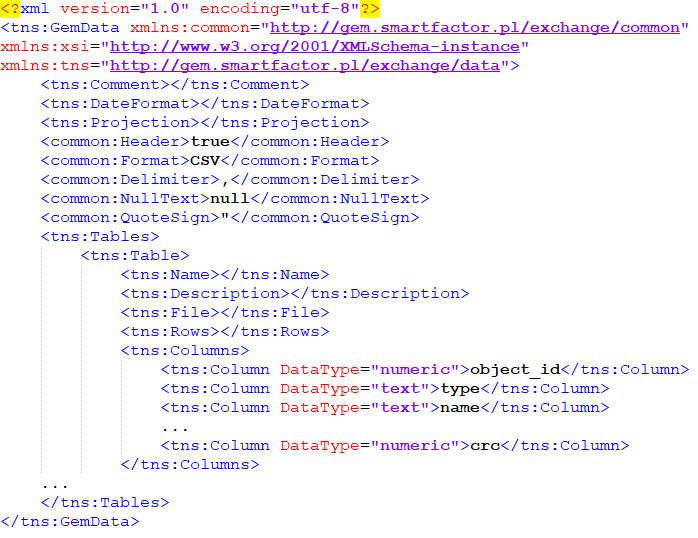 <?xml version="1.0" encoding="utf-8"?>
<tns:GemData xmlns:common="http://gem.smartfactor.pl/exchange/common"
xmlns:xsi="http://www.w3.org/2001/XMLSchema-instance"
xmlns:tns="http://gem.smartfactor.pl/exchange/data">
    <tns:Comment></tns:Comment>
    <tns:DateFormat></tns:DateFormat>
    <tns:Projection></tns:Projection>
    <common:Header>true</common:Header>
    <common:Format>CSV</common:Format>
    <common:Delimiter>,</common:Delimiter>
    <common:NullText>null</common:NullText>
    <common:QuoteSign>"</common:QuoteSign>
    <tns:Tables>
        <tns:Table>
            <tns:Name></tns:Name>
            <tns:Description></tns:Description>
            <tns:File></tns:File>
            <tns:Rows></tns:Rows>
            <tns:Columns>
                <tns:Column DataType="numeric">object_id</tns:Column>
                <tns:Column DataType="text">type</tns:Column>
                <tns:Column DataType="text">name</tns:Column>
                ...
                <tns:Column DataType="numeric">crc</tns:Column>
            </tns:Columns>
    ...
    </tns:Tables>
</tns:GemData>